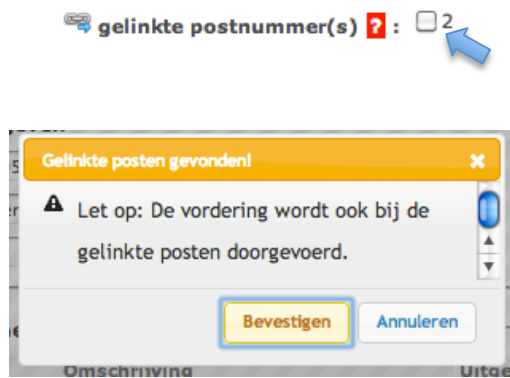 gelinkte postnummer(s) ? : 2
Gelinkte posten gevonden!
Let op: De vordering wordt ook bij de
gelinkte posten doorgevoerd.
Bevestigen Annuleren
Omschrijving